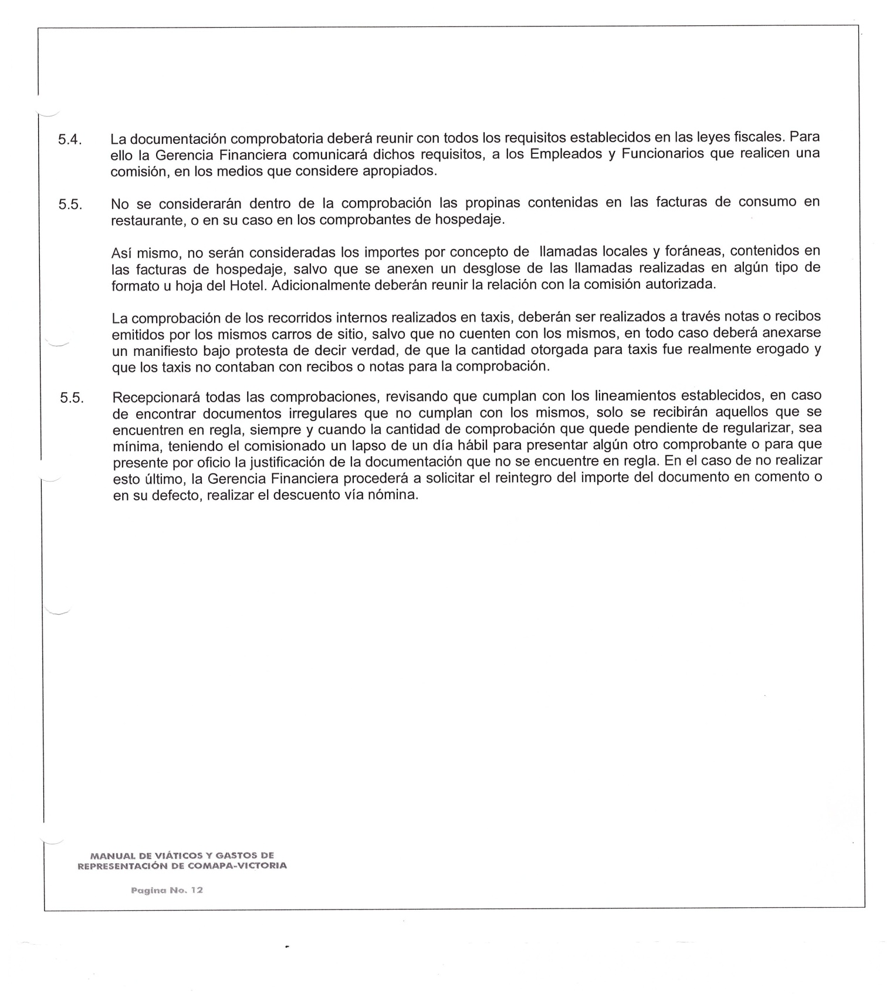 5.4. La documentación comprobatoria deberá reunir con todos los requisitos establecidos en las leyes fiscales. Para
ello la Gerencia Financiera comunicará dichos requisitos, a los Empleados y Funcionarios que realicen una
comisión, en los medios que considere apropiados.
5.5. No se considerarán dentro de la comprobación las propinas contenidas en las facturas de consumo en
restaurante, o en su caso en los comprobantes de hospedaje.
Así mismo, no serán consideradas los importes por concepto de llamadas locales y foráneas, contenidos en
las facturas de hospedaje, salvo que se anexen un desglose de las llamadas realizadas en algún tipo de
formato u hoja del Hotel. Adicionalmente deberán reunir la relación con la comisión autorizada.
La comprobación de los recorridos internos realizados en taxis, deberán ser realizados a través notas o recibos
emitidos por los mismos carros de sitio, salvo que no cuenten con los mismos, en todo caso deberá anexarse
un manifiesto bajo protesta de decir verdad, de que la cantidad otorgada para taxis fue realmente erogado y
que los taxis no contaban con recibos o notas para la comprobación.
5.5. Recepcionará todas las comprobaciones, revisando que cumplan con los lineamientos establecidos, en caso
de encontrar documentos irregulares que no cumplan con los mismos, solo se recibirán aquellos que se
encuentren en regla, siempre y cuando la cantidad de comprobación que quede pendiente de regularizar, sea
mínima, teniendo el comisionado un lapso de un día hábil para presentar algún otro comprobante o para que
presente por oficio la justificación de la documentación que no se encuentre en regla. En el caso de no realizar
esto último, la Gerencia Financiera procederá a solicitar el reintegro del importe del documento en comento o
en su defecto, realizar el descuento vía nómina.
MANUAL DE VIÁTICOS Y GASTOS DE
REPRESENTACIÓN DE COMAPA-VICTORIA
Pagina No. 12